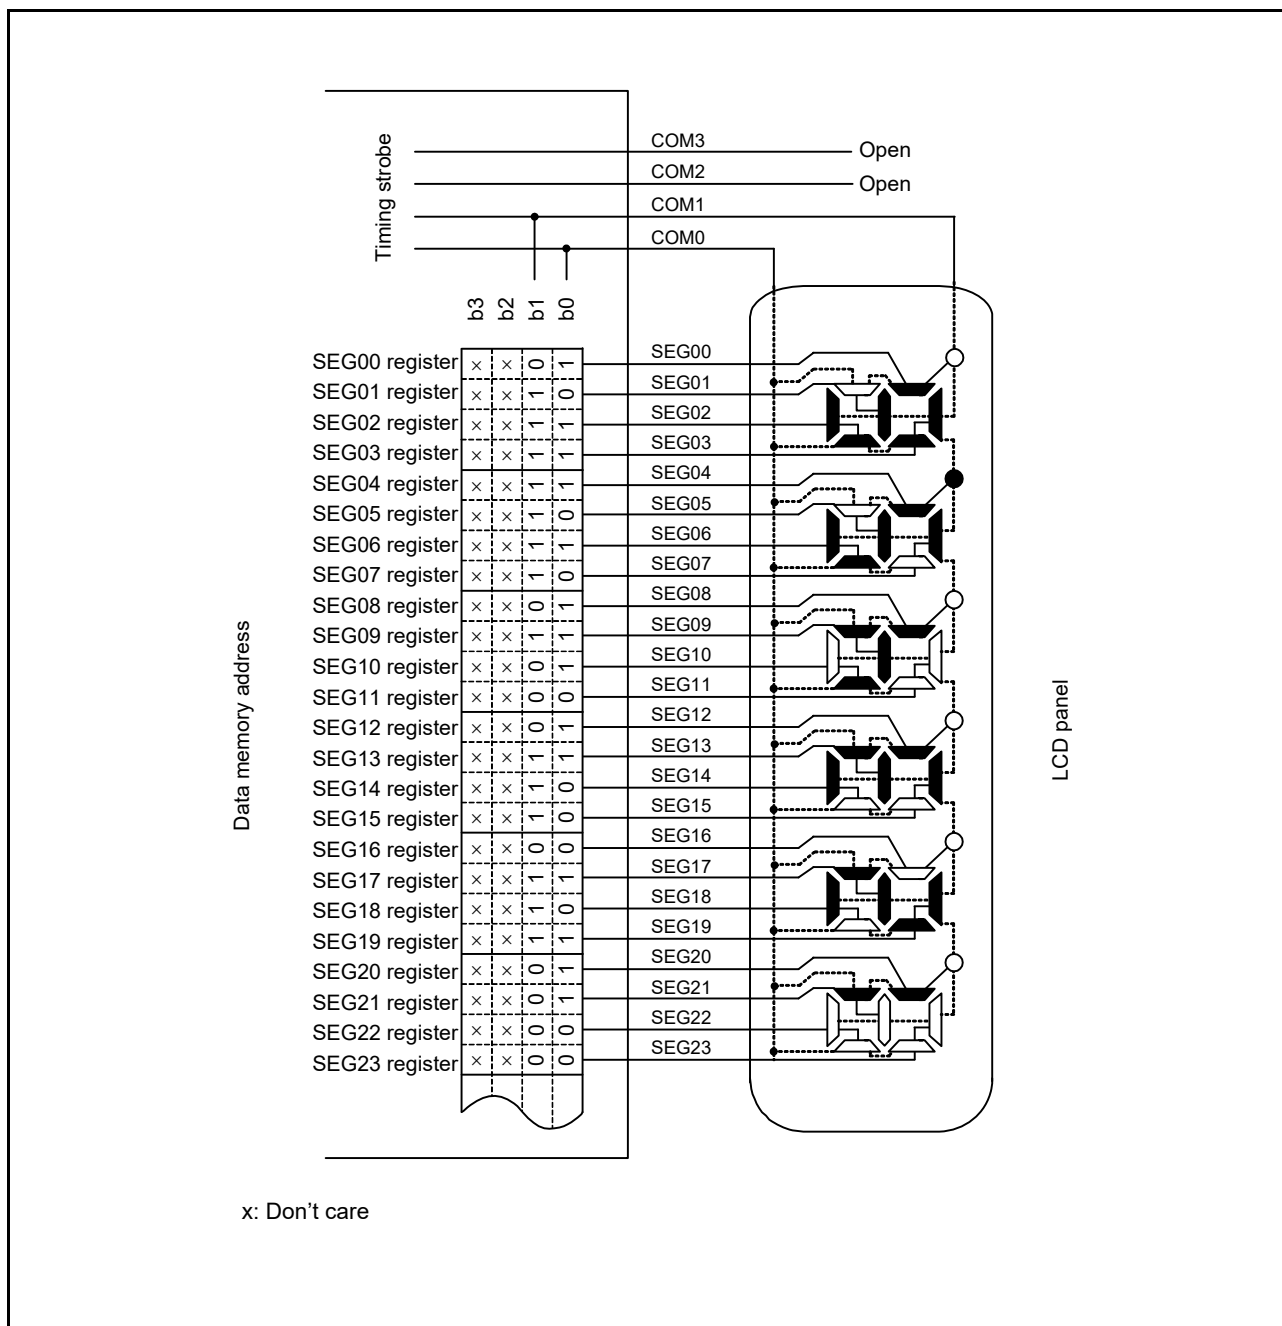 COM3
Open
COM2
Open
COM1
COM0
Timing strobe
b3 b2 b1 b0
SEG00 register × × 0 1 SEG00
SEG01 register × × 1 0 SEG01
SEG02 register × × 1 1 SEG02
SEG03 register × × 1 1 SEG03
SEG04 register × × 1 1 SEG04
SEG05 register × × 1 0 SEG05
SEG06 register × × 1 1 SEG06
SEG07 register × × 1 0 SEG07
SEG08 register × × 0 1 SEG08
SEG09 register × × 1 1 SEG09
SEG10 register × × 0 1 SEG10
SEG11 register × × 0 0 SEG11
SEG12 register × × 0 1 SEG12
SEG13 register × × 1 1 SEG13
SEG14 register × × 1 0 SEG14
SEG15 register × × 1 0 SEG15
SEG16 register × × 0 0 SEG16
SEG17 register × × 1 1 SEG17
SEG18 register × × 1 0 SEG18
SEG19 register × × 1 1 SEG19
SEG20 register × × 0 1 SEG20
SEG21 register × × 0 1 SEG21
SEG22 register × × 0 0 SEG22
SEG23 register × × 0 0 SEG23
Data memory address
LCD panel
x: Don't care